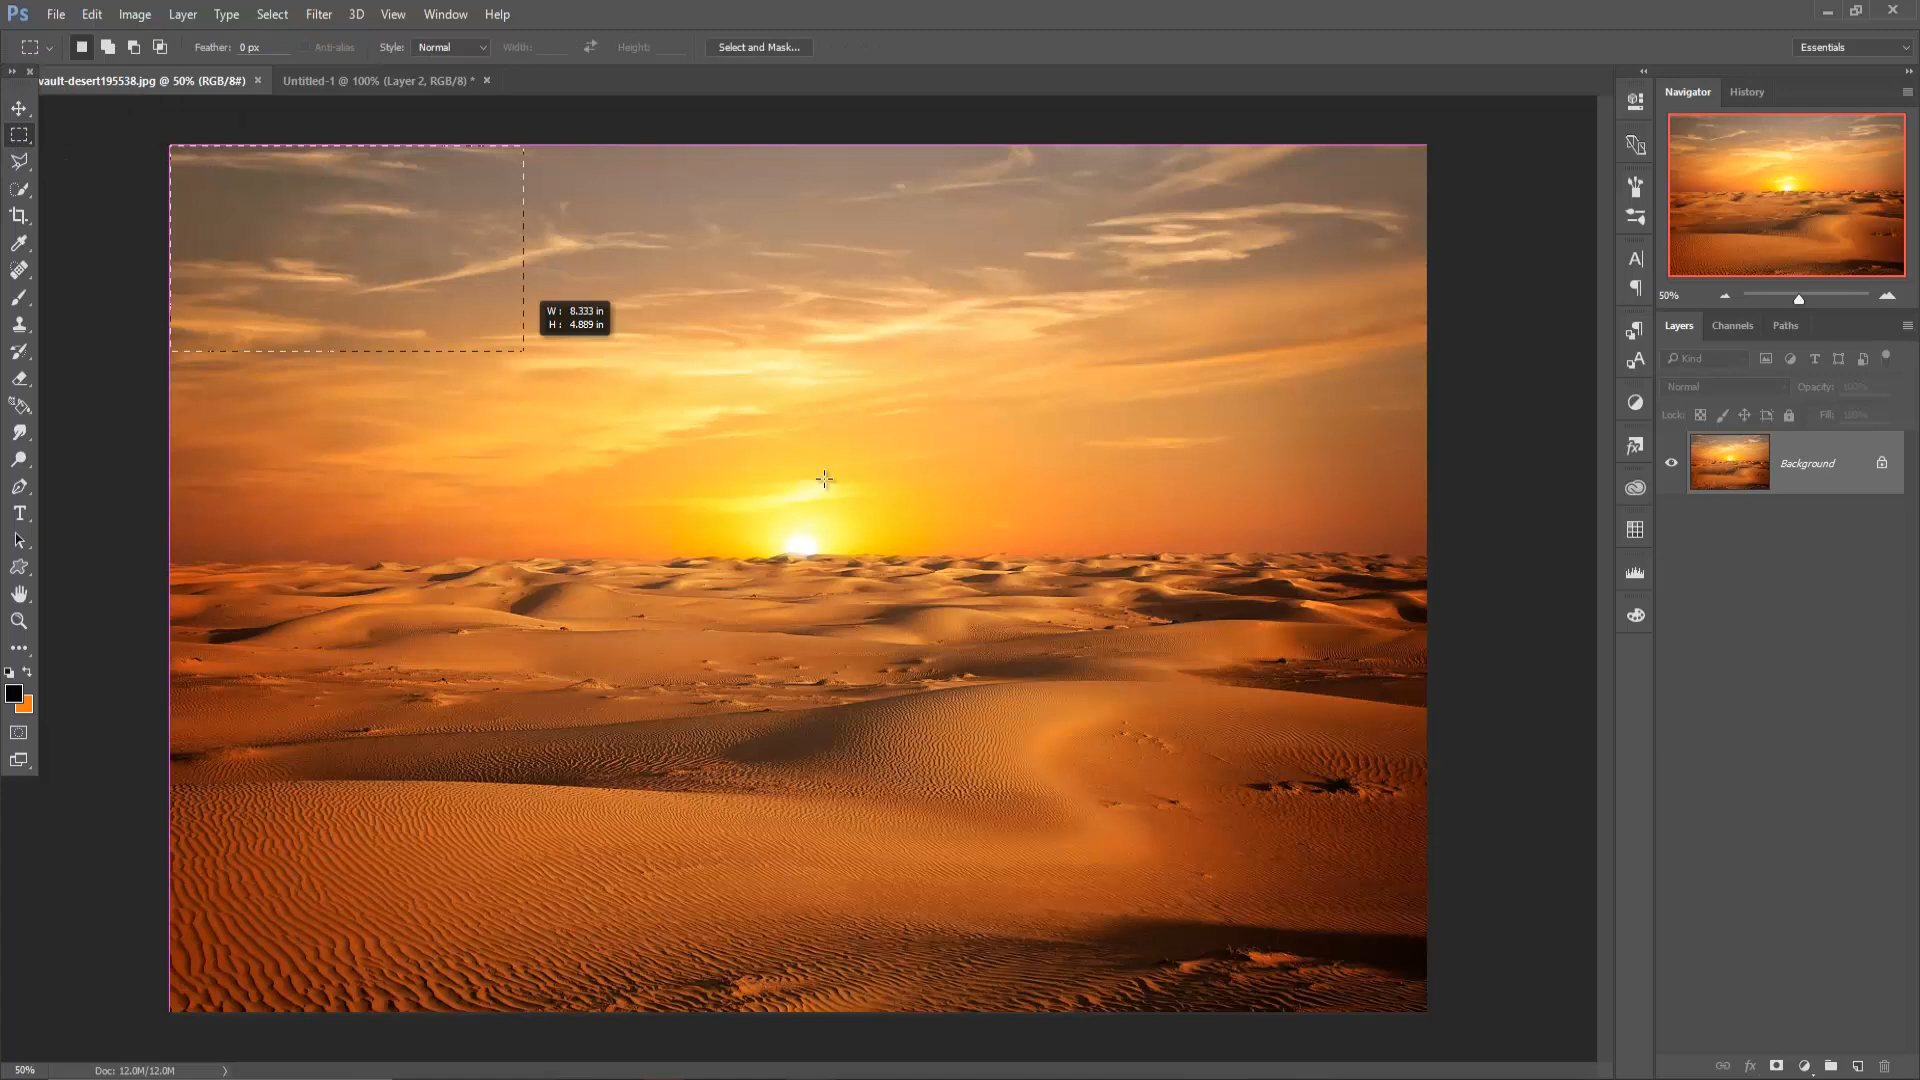 Ps File Edit Image Layer Type Select Filter 3D View Window Help
Feather: 0 px Anti-alias Style: Normal Width: Height: Select and Mask... Essentials
vault-desert195538.jpg @ 50% (RGB/8#) × Untitled-1 @ 100% (Layer 2, RGB/8) * ×
Navigator History
W: 8.333 in
H: 4.889 in
50%
Layers Channels Paths
Kind
Normal Opacity: 100%
Lock: Fill: 100%
Background
50% Doc: 12.0M/12.0M